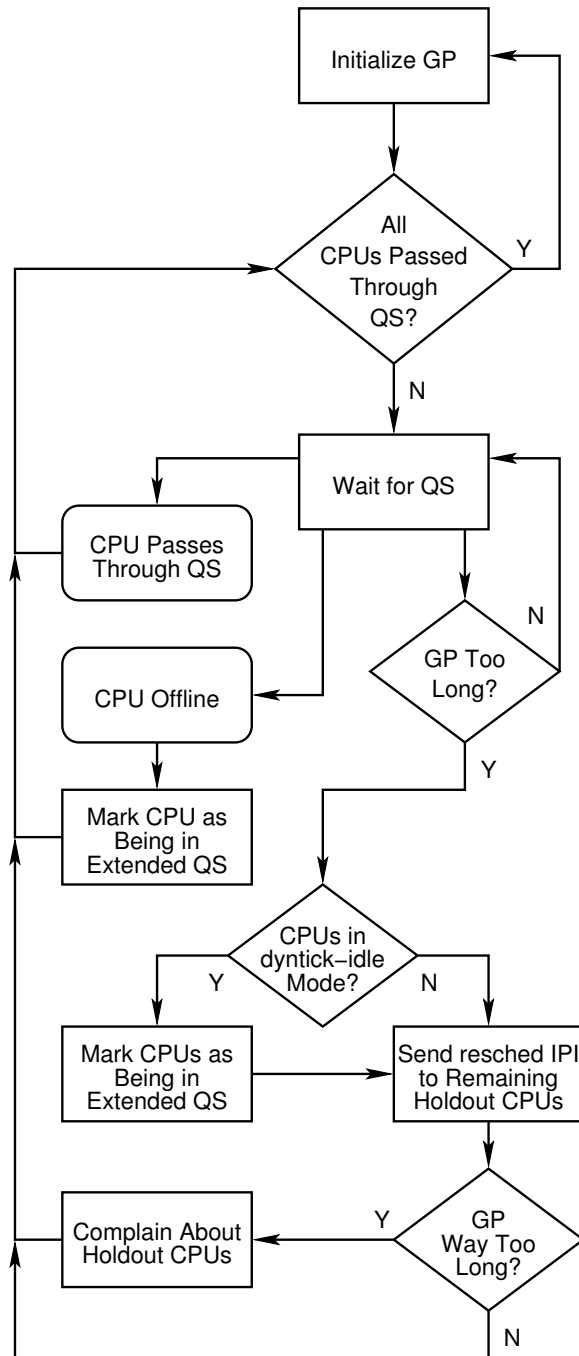 Initialize GP
All
CPUs Passed
Through
QS?
Y
N
Wait for QS
CPU Passes
Through QS
N
GP Too
Long?
CPU Offline
Y
Mark CPU as
Being in
Extended QS
CPUs in
dyntick−idle
Mode?
Y
N
Mark CPUs as
Being in
Extended QS
Send resched IPI
to Remaining
Holdout CPUs
Complain About
Holdout CPUs
Y
GP
Way Too
Long?
N